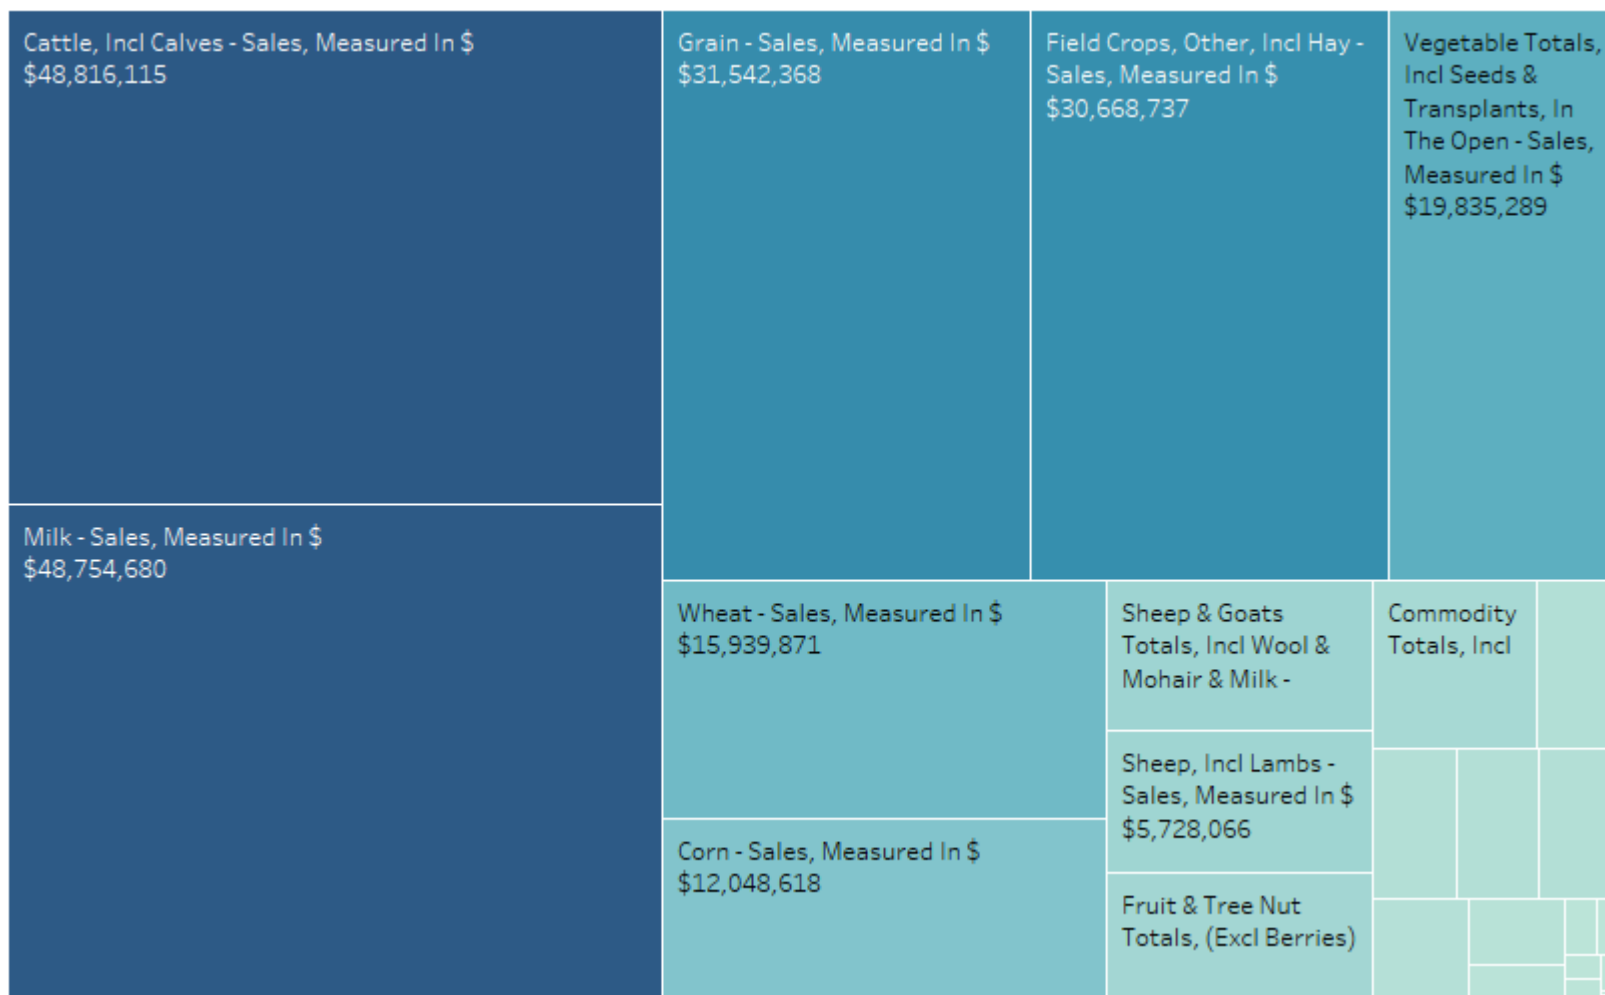 Cattle, Incl Calves - Sales, Measured In $
$48,816,115
Milk - Sales, Measured In $
$48,754,680
Grain - Sales, Measured In $
$31,542,368
Field Crops, Other, Incl Hay -
Sales, Measured In $
$30,668,737
Vegetable Totals,
Incl Seeds &
Transplants, In
The Open - Sales,
Measured In $
$19,835,289
Wheat - Sales, Measured In $
$15,939,871
Corn - Sales, Measured In $
$12,048,618
Sheep & Goats
Totals, Incl Wool &
Mohair & Milk -
Sheep, Incl Lambs -
Sales, Measured In $
$5,728,066
Fruit & Tree Nut
Totals, (Excl Berries)
Commodity
Totals, Incl